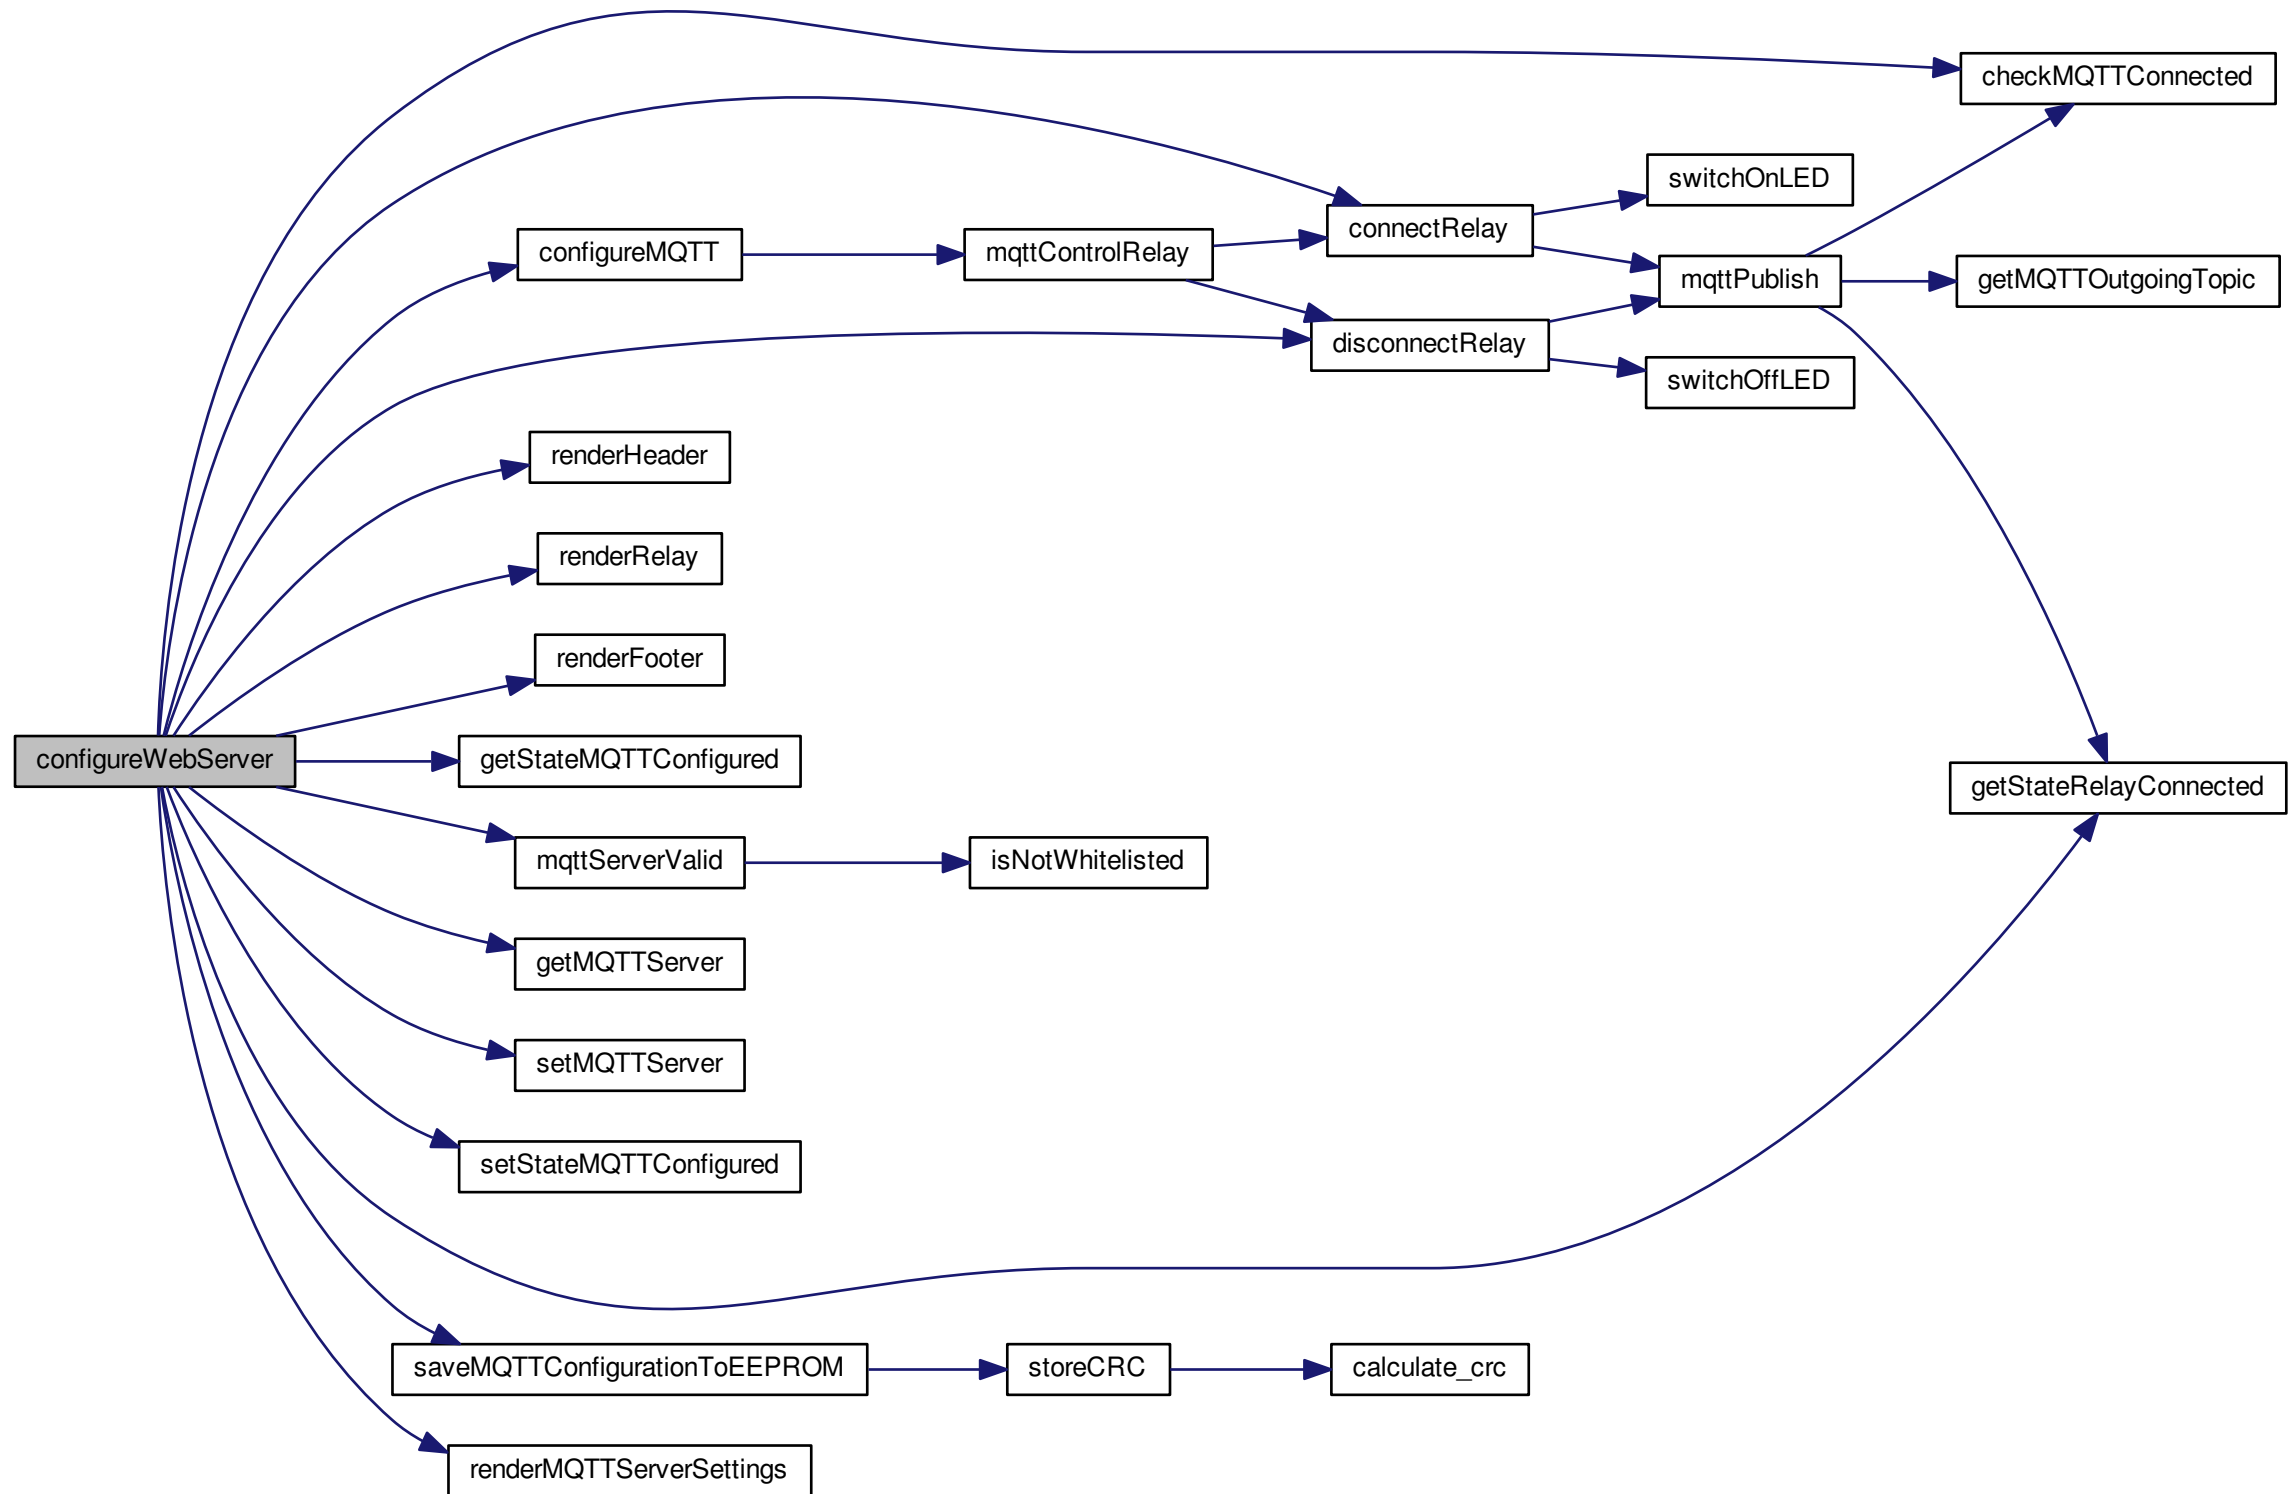 checkMQTTConnected
switchOnLED
connectRelay
configureMQTT
mqttControlRelay
mqttPublish
getMQTTOutgoingTopic
disconnectRelay
switchOffLED
renderHeader
renderRelay
renderFooter
configureWebServer
getStateMQTTConfigured
getStateRelayConnected
mqttServerValid
isNotWhitelisted
getMQTTServer
setMQTTServer
setStateMQTTConfigured
saveMQTTConfigurationToEEPROM
storeCRC
calculate_crc
renderMQTTServerSettings